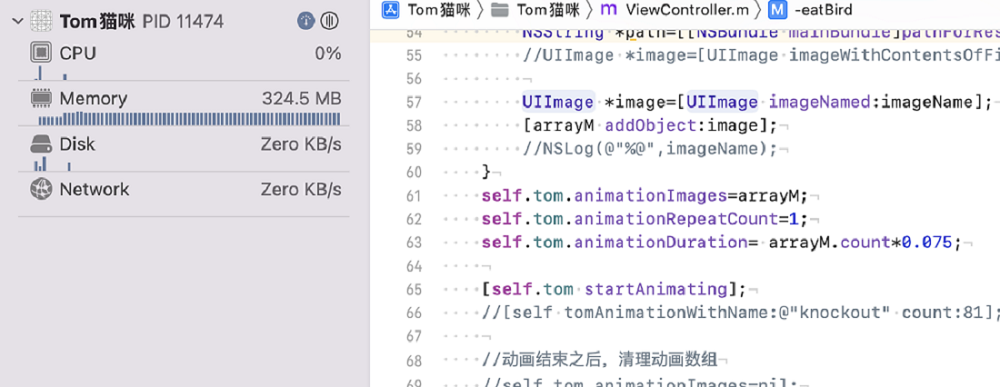 Tom猫咪 PID 11474
CPU 0%
Memory 324.5 MB
Disk Zero KB/s
Network Zero KB/s
Tom猫咪 〉 Tom猫咪 〉 m ViewController.m 〉 M -eatBird
54 NSString *path=[[NSBundle mainBundle]pathForRes
55 //UIImage *image=[UIImage imageWithContentsOfFi
56
57 UIImage *image=[UIImage imageNamed:imageName];
58 [arrayM addObject:image];
59 //NSLog(@"%@",imageName);
60 }
61 self.tom.animationImages=arrayM;
62 self.tom.animationRepeatCount=1;
63 self.tom.animationDuration= arrayM.count*0.075;
64
65 [self.tom startAnimating];
66 //[self tomAnimationWithName:@"knockout" count:81];
67
68 //动画结束之后，清理动画数组
69 //self.tom.animationImages=nil;